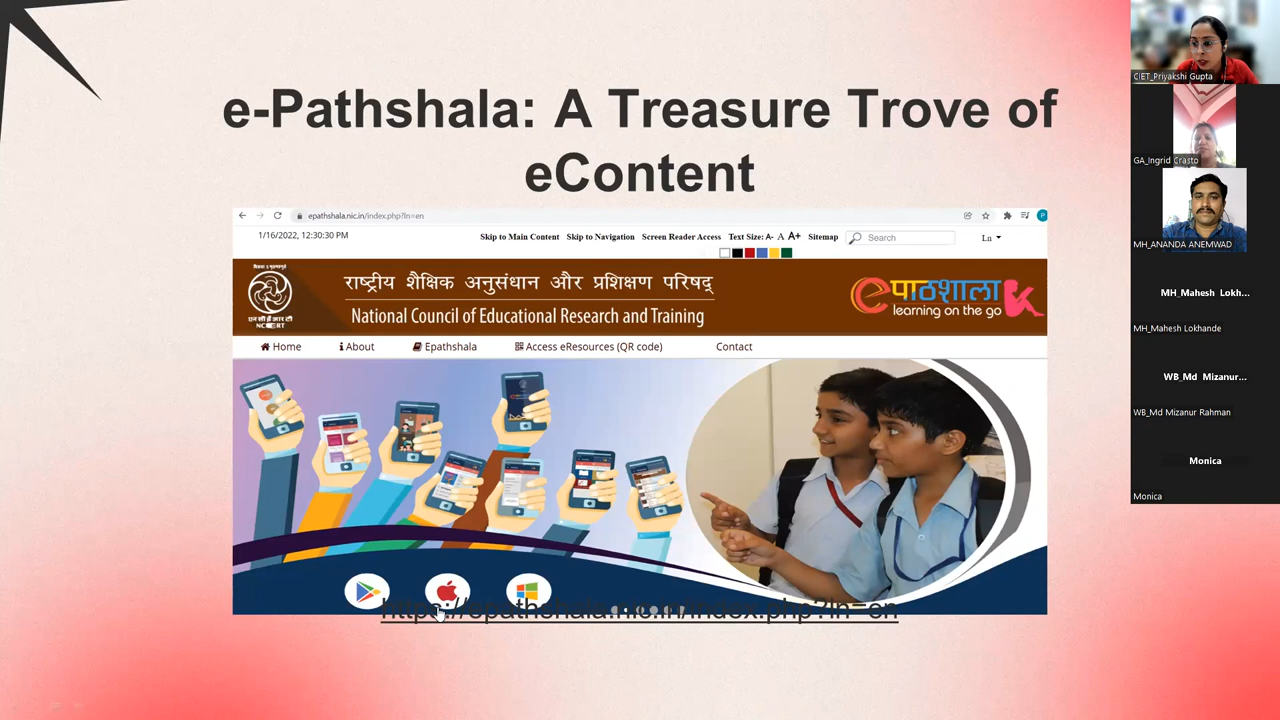 e-Pathshala: A Treasure Trove of
eContent
epathshala.nic.in/index.php?ln=en
1/16/2022, 12:30:30 PM
Skip to Main Content Skip to Navigation Screen Reader Access Text Size: A- A A+ Sitemap Search Ln
राष्ट्रीय शैक्षिक अनुसंधान और प्रशिक्षण परिषद्
National Council of Educational Research and Training
एन सी ई आर टी
NCERT
eपाठशाला
learning on the go
Home About Epathshala Access eResources (QR code) Contact
https://epathshala.nic.in/index.php?ln=en
CIET_Priyakshi Gupta
GA_Ingrid Crasto
MH_ANANDA ANEMWAD
MH_Mahesh Lokh...
MH_Mahesh Lokhande
WB_Md Mizanur...
WB_Md Mizanur Rahman
Monica
Monica